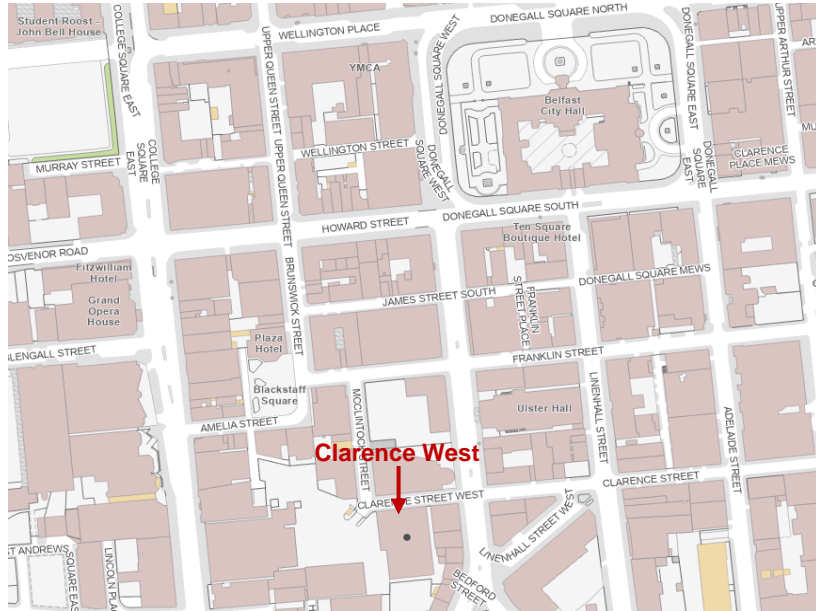 Student Roost -
John Bell House
COLLEGE SQUARE EAST
WELLINGTON PLACE
DONEGALL SQUARE WEST
DONEGALL SQUARE NORTH
DONEGALL SQUARE EAST
UPPER ARTHUR STREET
UPPER QUEEN STREET
YMCA
Belfast
City Hall
COLLEGE
SQUARE
EAST
MURRAY STREET
WELLINGTON STREET
DONEGALL
SQUARE WEST
DONEGALL
SQUARE
EAST
CLARENCE
PLACE MEWS
UPPER QUEEN STREET
HOWARD STREET
DONEGALL SQUARE SOUTH
OSVENOR ROAD
Ten Square
Boutique Hotel
Fitzwilliam
Hotel
Grand
Opera
House
BRUNSWICK STREET
JAMES STREET SOUTH
FRANKLIN
STREET PLACE
DONEGALL SQUARE MEWS
GLENGALL STREET
Plaza
Hotel
FRANKLIN STREET
Blackstaff
Square
MCCLINTOCK STREET
Ulster Hall
LINENHALL STREET
ADELAIDE STREET
AMELIA STREET
Clarence West
CLARENCE STREET WEST
CLARENCE STREET
LINENHALL STREET WEST
ST ANDREWS
SQUARE EAST
LINCOLN PLA
BEDFORD
STREET